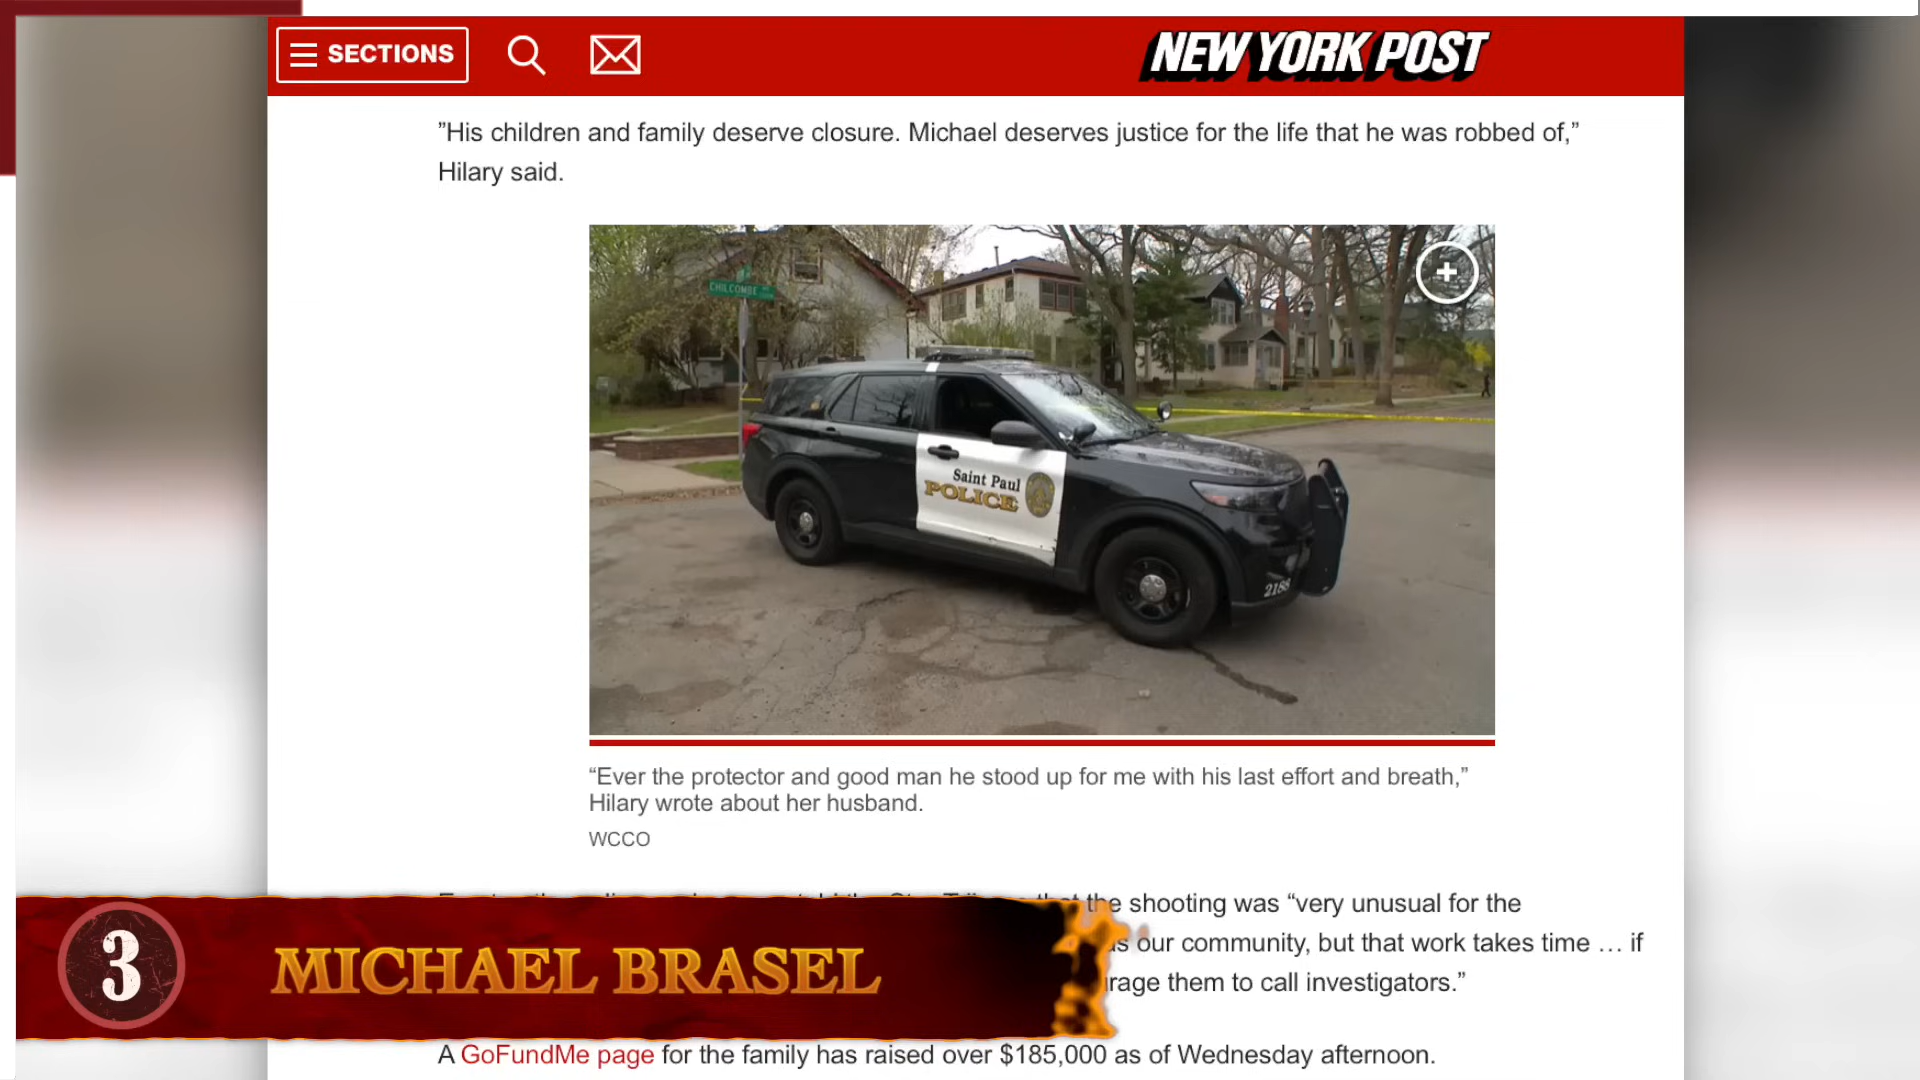 SECTIONS
NEW YORK POST
”His children and family deserve closure. Michael deserves justice for the life that he was robbed of,”
Hilary said.
CHILCOMBE
Saint Paul
POLICE
2188
“Ever the protector and good man he stood up for me with his last effort and breath,”
Hilary wrote about her husband.
WCCO
that the shooting was “very unusual for the
our community, but that work takes time … if
them to call investigators.”
3
MICHAEL BRASEL
A GoFundMe page for the family has raised over $185,000 as of Wednesday afternoon.